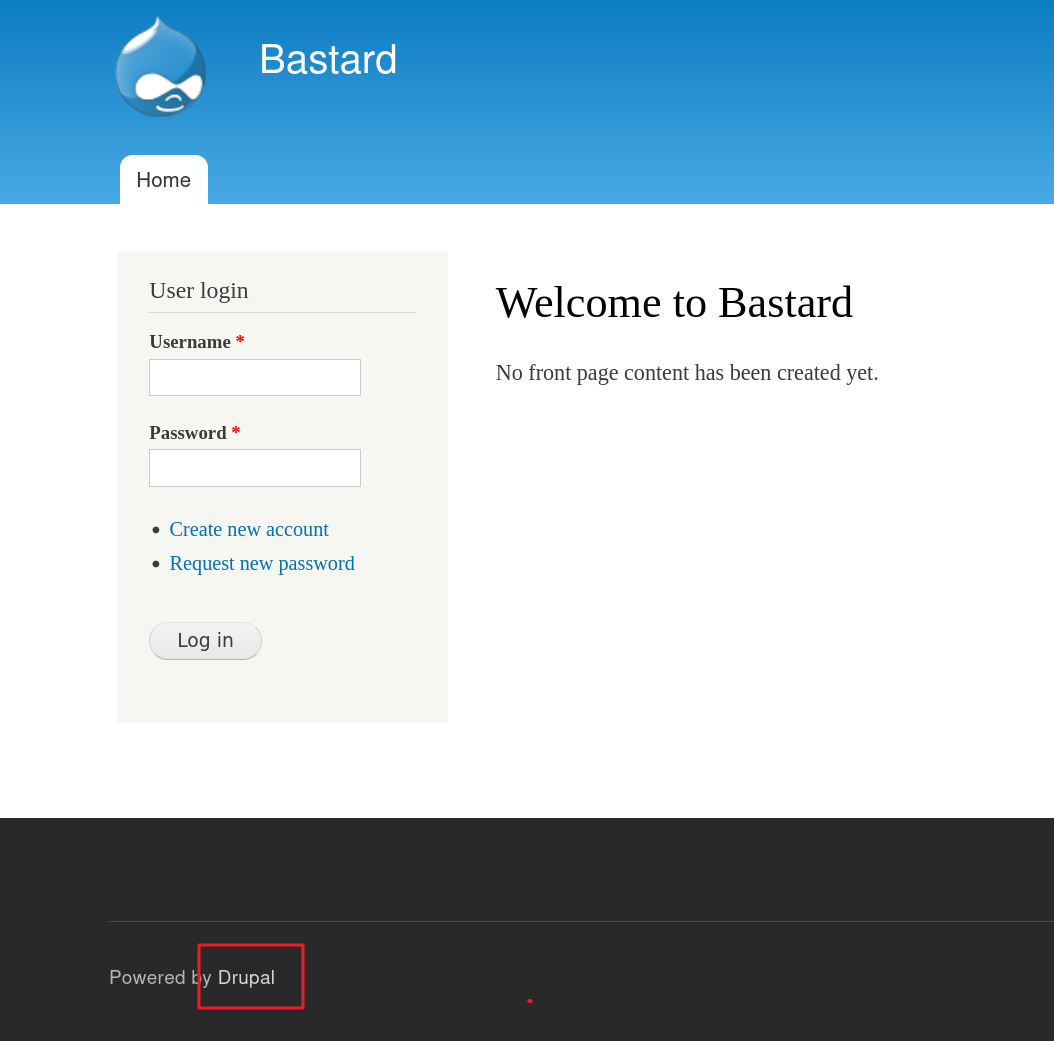 Bastard
Home
User login
Username *
Password *
Create new account
Request new password
Log in
Welcome to Bastard
No front page content has been created yet.
Powered by Drupal